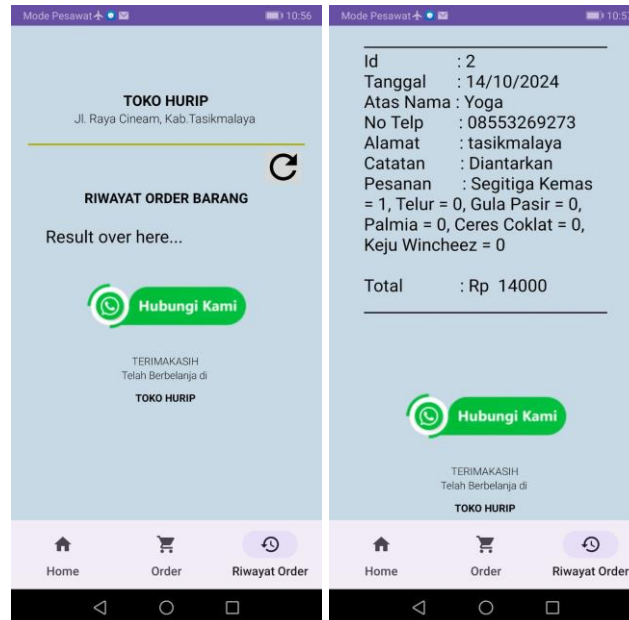 Mode Pesawat
10:56
TOKO HURIP
Jl. Raya Cineam, Kab.Tasikmalaya
RIWAYAT ORDER BARANG
Result over here...
Hubungi Kami
TERIMAKASIH
Telah Berbelanja di
TOKO HURIP
Home Order Riwayat Order
Mode Pesawat
10:57
Id : 2
Tanggal : 14/10/2024
Atas Nama : Yoga
No Telp : 08553269273
Alamat : tasikmalaya
Catatan : Diantarkan
Pesanan : Segitiga Kemas
= 1, Telur = 0, Gula Pasir = 0,
Palmia = 0, Ceres Coklat = 0,
Keju Wincheez = 0
Total : Rp 14000
Hubungi Kami
TERIMAKASIH
Telah Berbelanja di
TOKO HURIP
Home Order Riwayat Order